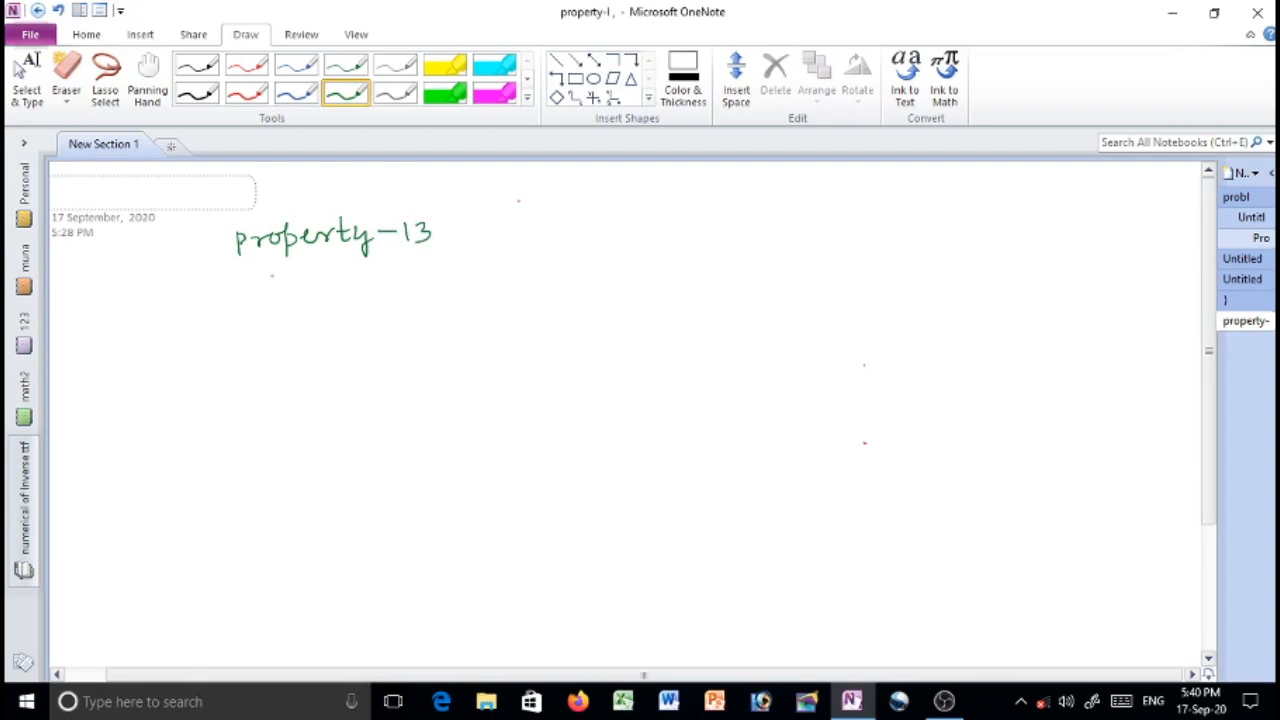 property-I , - Microsoft OneNote
File Home Insert Share Draw Review View
Select & Type
Eraser
Lasso Select
Panning Hand
Color & Thickness
Insert Space
Delete
Arrange
Rotate
Ink to Text
Ink to Math
Tools Insert Shapes Edit Convert
New Section 1
Search All Notebooks (Ctrl+E)
N..
17 September, 2020
5:28 PM
property-13
Personal
muna
123
math2
numerical of Inverse ttf
probl
Untitl
Pro
Untitled
Untitled
}
property-
Type here to search
ENG
5:40 PM
17-Sep-20